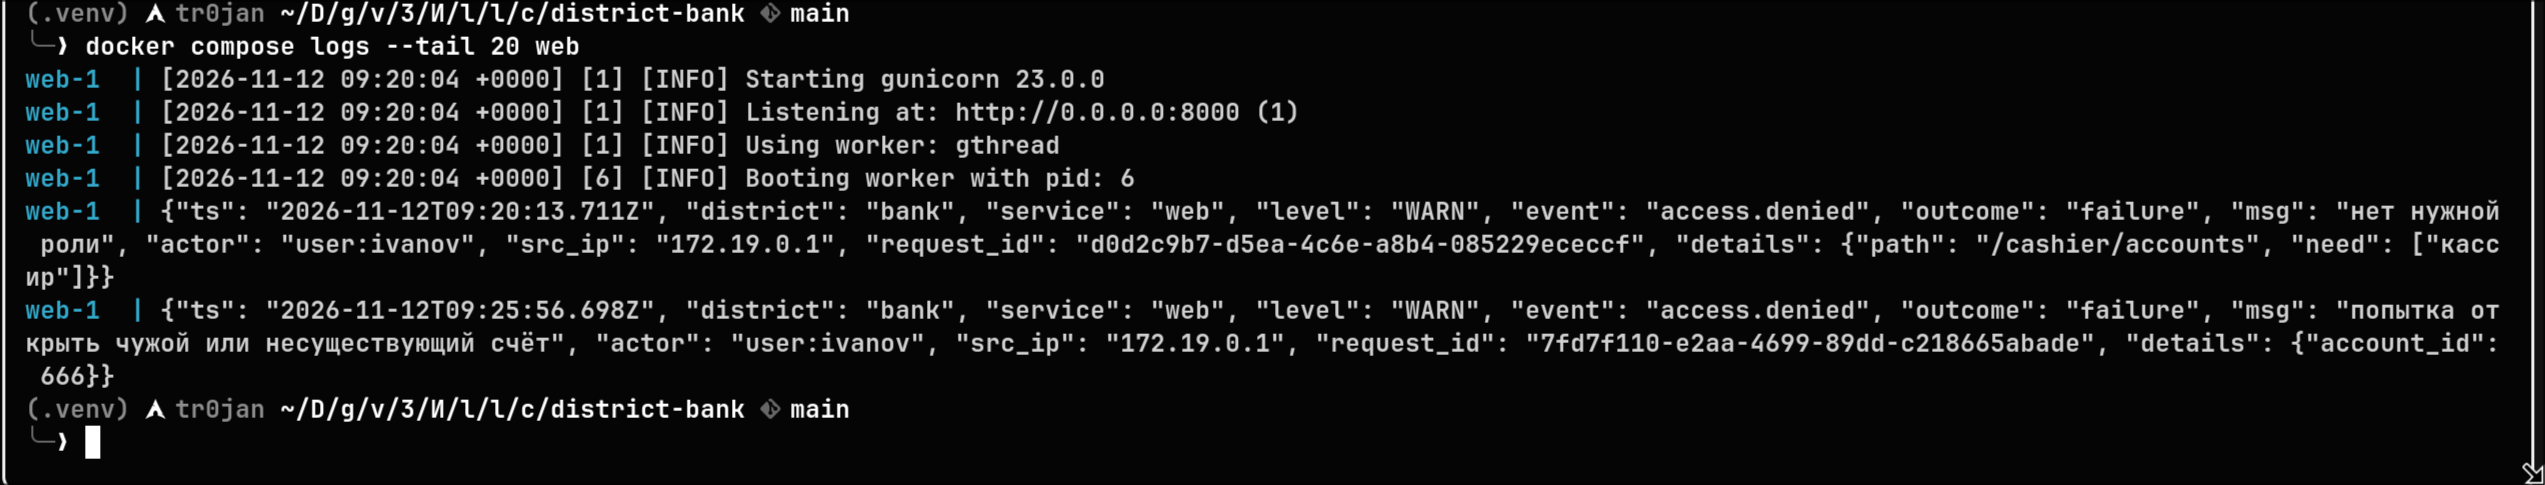 (.venv) tr0jan ~/D/g/v/3/И/l/l/c/district-bank main
❯ docker compose logs --tail 20 web
web-1 | [2026-11-12 09:20:04 +0000] [1] [INFO] Starting gunicorn 23.0.0
web-1 | [2026-11-12 09:20:04 +0000] [1] [INFO] Listening at: http://0.0.0.0:8000 (1)
web-1 | [2026-11-12 09:20:04 +0000] [1] [INFO] Using worker: gthread
web-1 | [2026-11-12 09:20:04 +0000] [6] [INFO] Booting worker with pid: 6
web-1 | {"ts": "2026-11-12T09:20:13.711Z", "district": "bank", "service": "web", "level": "WARN", "event": "access.denied", "outcome": "failure", "msg": "нет нужной
роли", "actor": "user:ivanov", "src_ip": "172.19.0.1", "request_id": "d0d2c9b7-d5ea-4c6e-a8b4-085229ececcf", "details": {"path": "/cashier/accounts", "need": ["касс
ир"]}}
web-1 | {"ts": "2026-11-12T09:25:56.698Z", "district": "bank", "service": "web", "level": "WARN", "event": "access.denied", "outcome": "failure", "msg": "попытка от
крыть чужой или несуществующий счёт", "actor": "user:ivanov", "src_ip": "172.19.0.1", "request_id": "7fd7f110-e2aa-4699-89dd-c218665abade", "details": {"account_id":
666}}
(.venv) tr0jan ~/D/g/v/3/И/l/l/c/district-bank main
❯